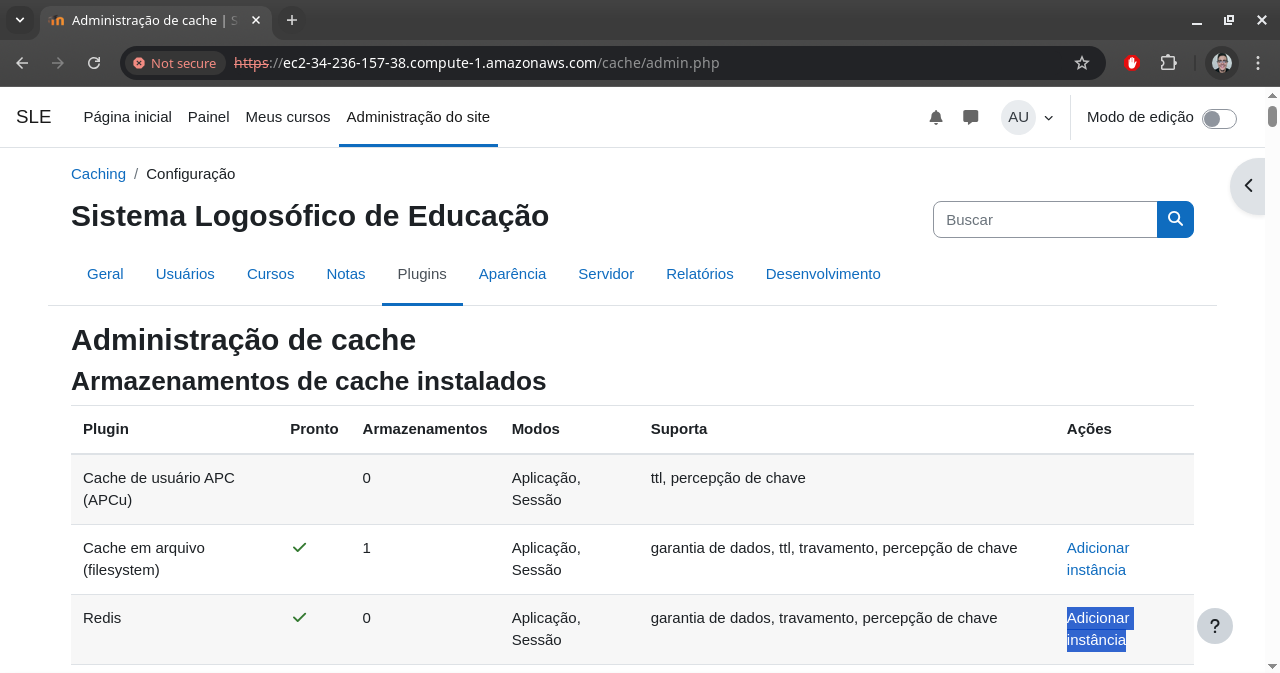 Administração de cache | S
Not secure https://ec2-34-236-157-38.compute-1.amazonaws.com/cache/admin.php
SLE Página inicial Painel Meus cursos Administração do site AU Modo de edição
Caching / Configuração
Sistema Logosófico de Educação
Buscar
Geral Usuários Cursos Notas Plugins Aparência Servidor Relatórios Desenvolvimento
Administração de cache
Armazenamentos de cache instalados
Plugin Pronto Armazenamentos Modos Suporta Ações
Cache de usuário APC 0 Aplicação, ttl, percepção de chave
(APCu) Sessão
Cache em arquivo 1 Aplicação, garantia de dados, ttl, travamento, percepção de chave Adicionar
(filesystem) Sessão instância
Redis 0 Aplicação, garantia de dados, travamento, percepção de chave Adicionar
Sessão instância
?